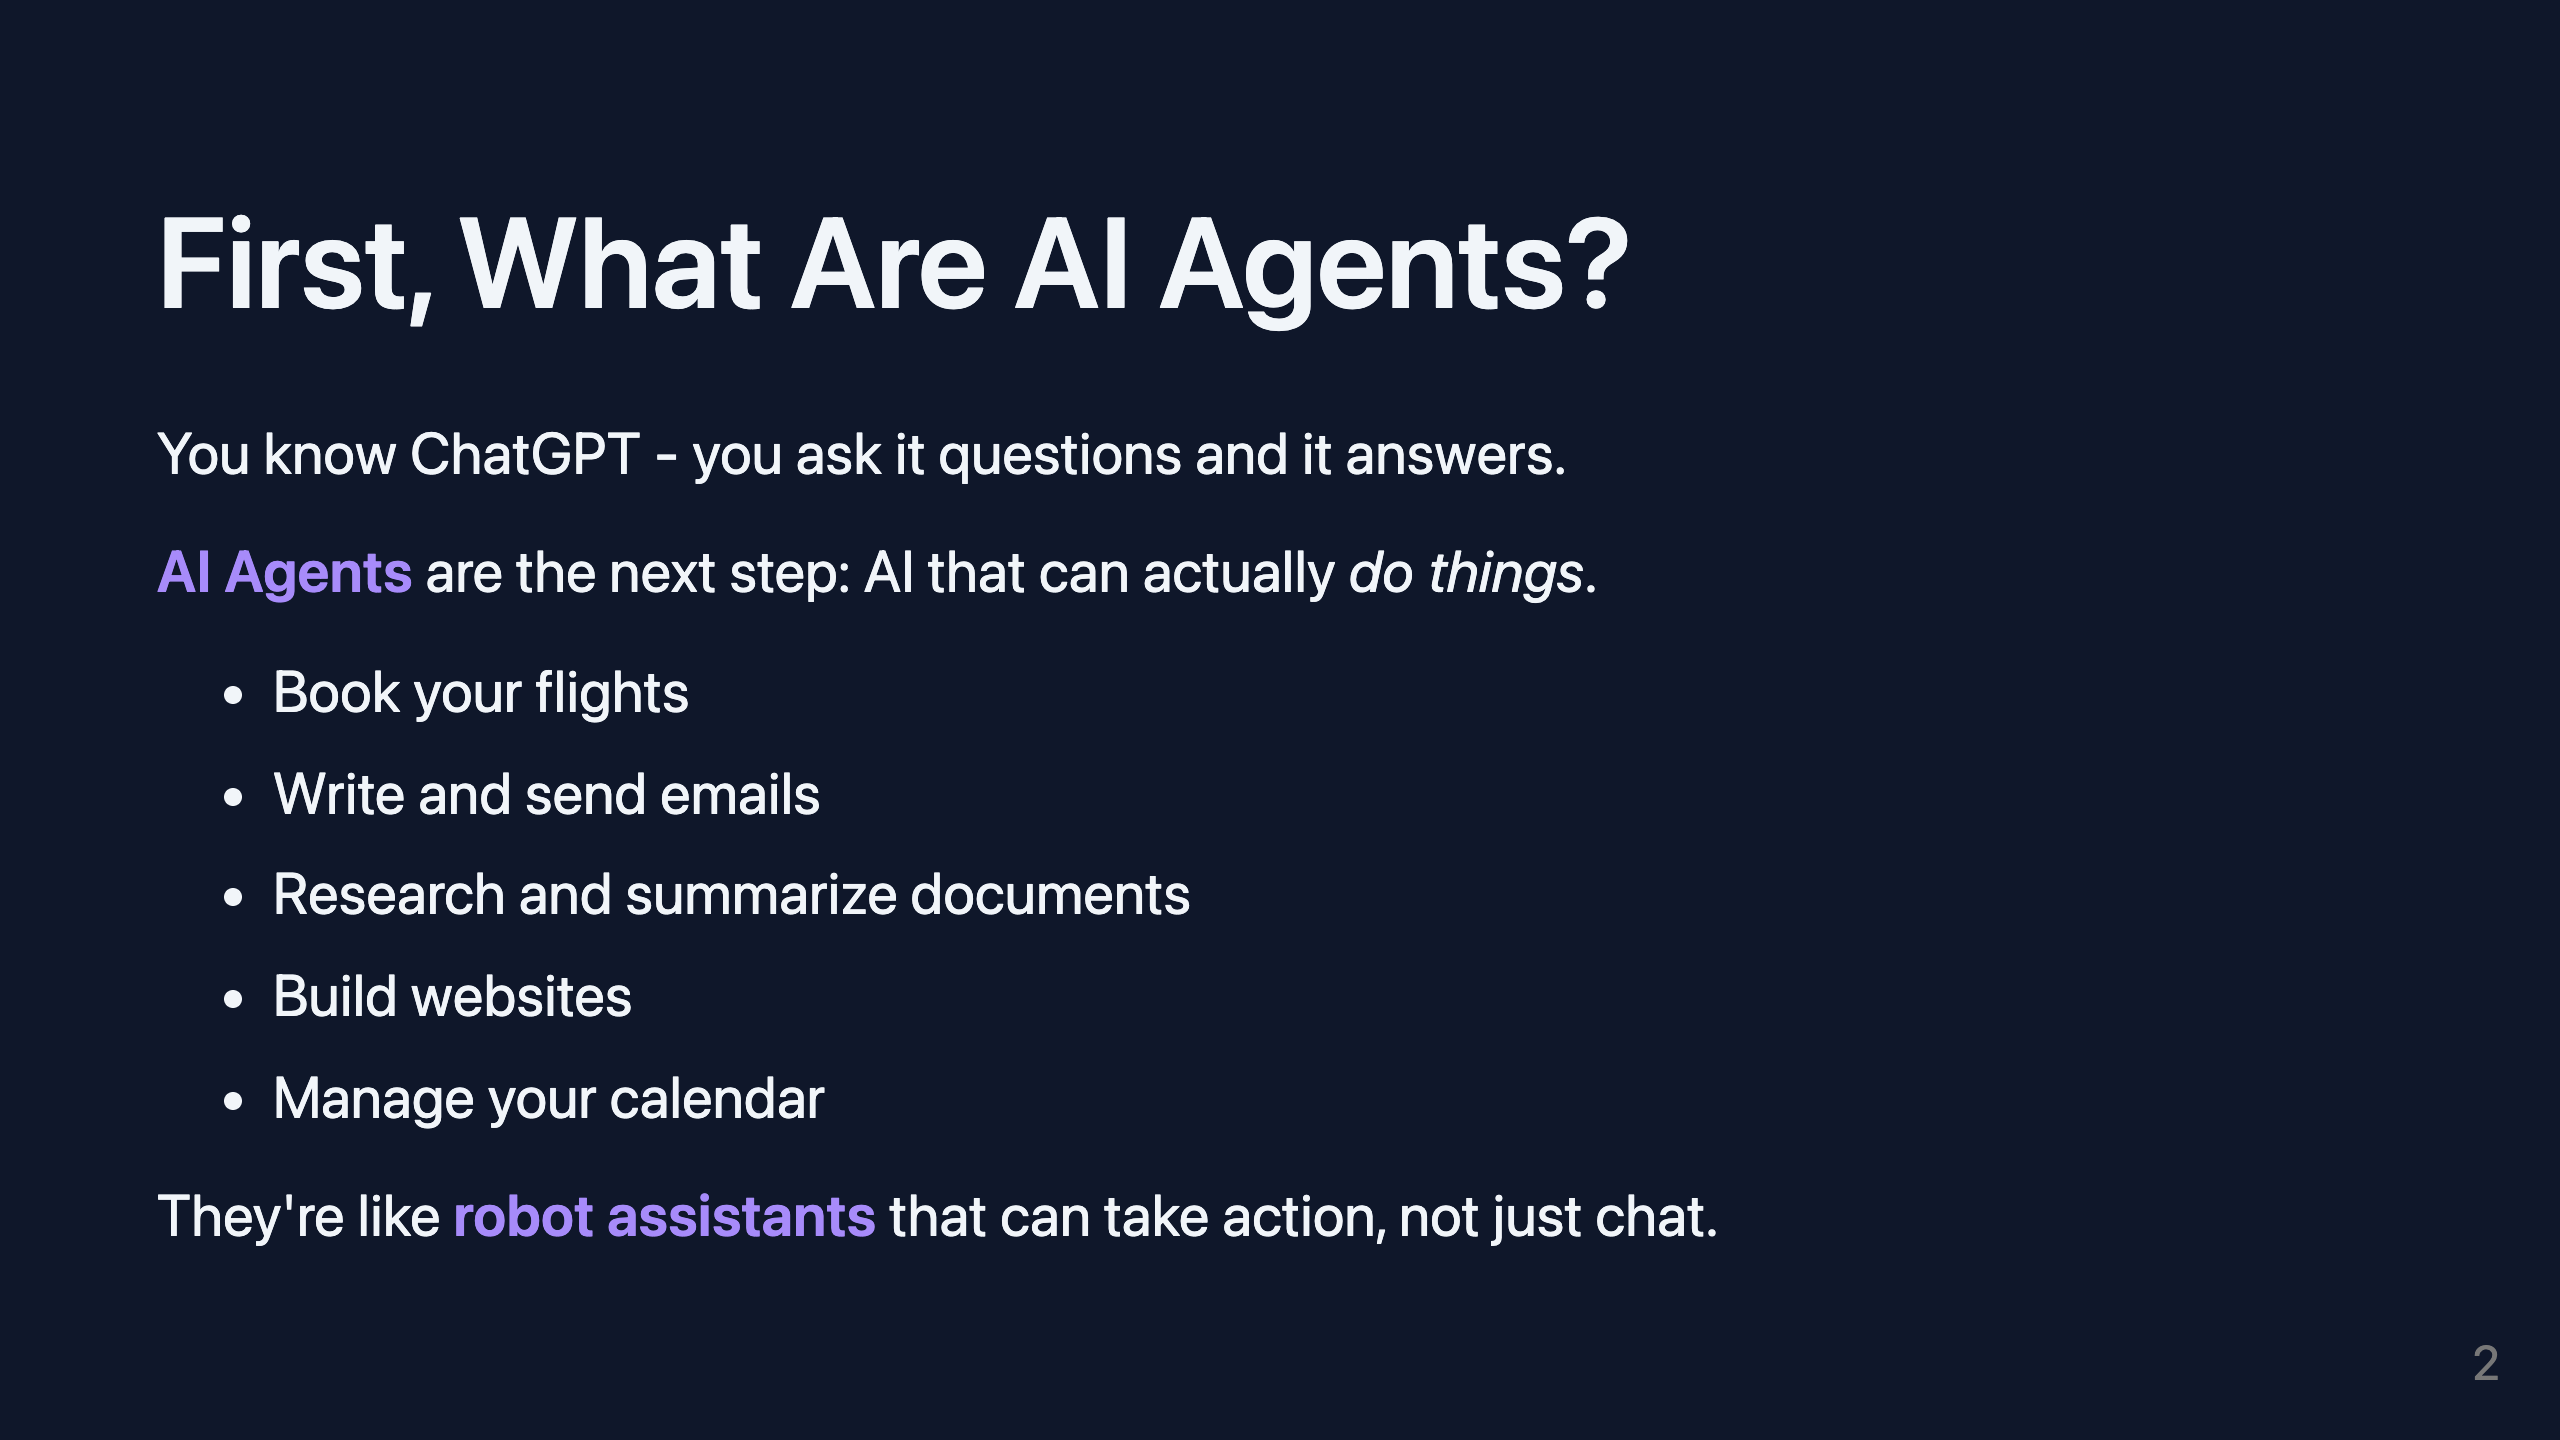 First, What Are AI Agents?
You know ChatGPT - you ask it questions and it answers.
AI Agents are the next step: AI that can actually do things.
• Book your flights
• Write and send emails
• Research and summarize documents
• Build websites
• Manage your calendar
They're like robot assistants that can take action, not just chat.
2